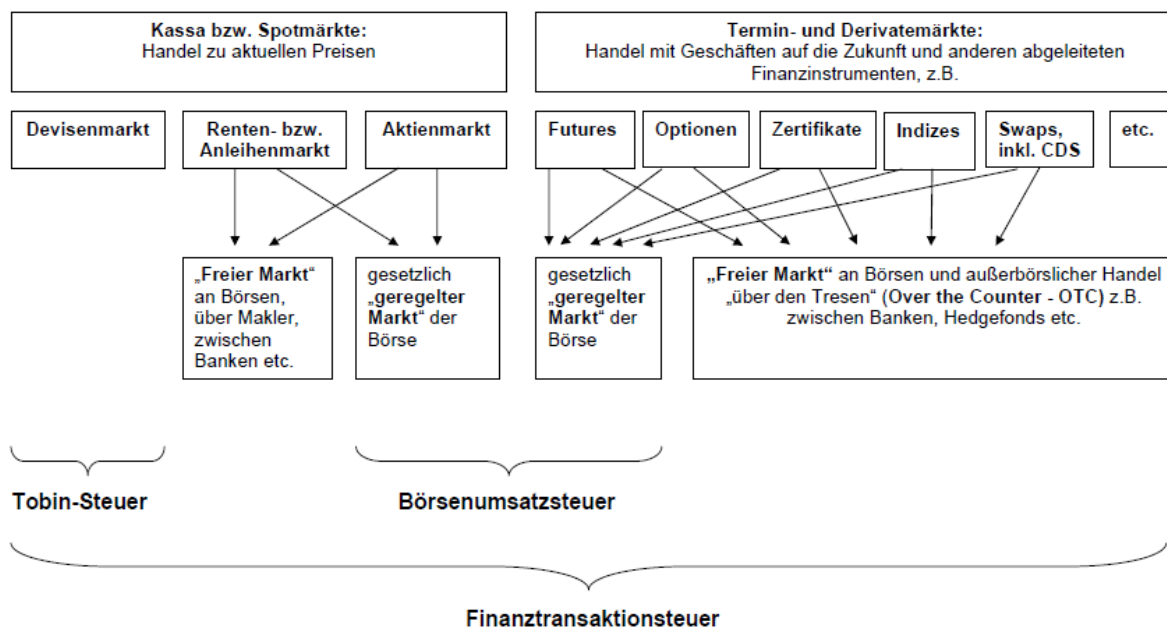 Kassa bzw. Spotmärkte:
Handel zu aktuellen Preisen
Termin- und Derivatemärkte:
Handel mit Geschäften auf die Zukunft und anderen abgeleiteten
Finanzinstrumenten, z.B.
Devisenmarkt
Renten- bzw.
Anleihenmarkt
Aktienmarkt
Futures
Optionen
Zertifikate
Indizes
Swaps,
inkl. CDS
etc.
„Freier Markt“
an Börsen,
über Makler,
zwischen
Banken etc.
gesetzlich
„geregelter
Markt“ der
Börse
gesetzlich
„geregelter
Markt“ der
Börse
„Freier Markt“ an Börsen und außerbörslicher Handel
„über den Tresen“ (Over the Counter - OTC) z.B.
zwischen Banken, Hedgefonds etc.
Tobin-Steuer
Börsenumsatzsteuer
Finanztransaktionsteuer